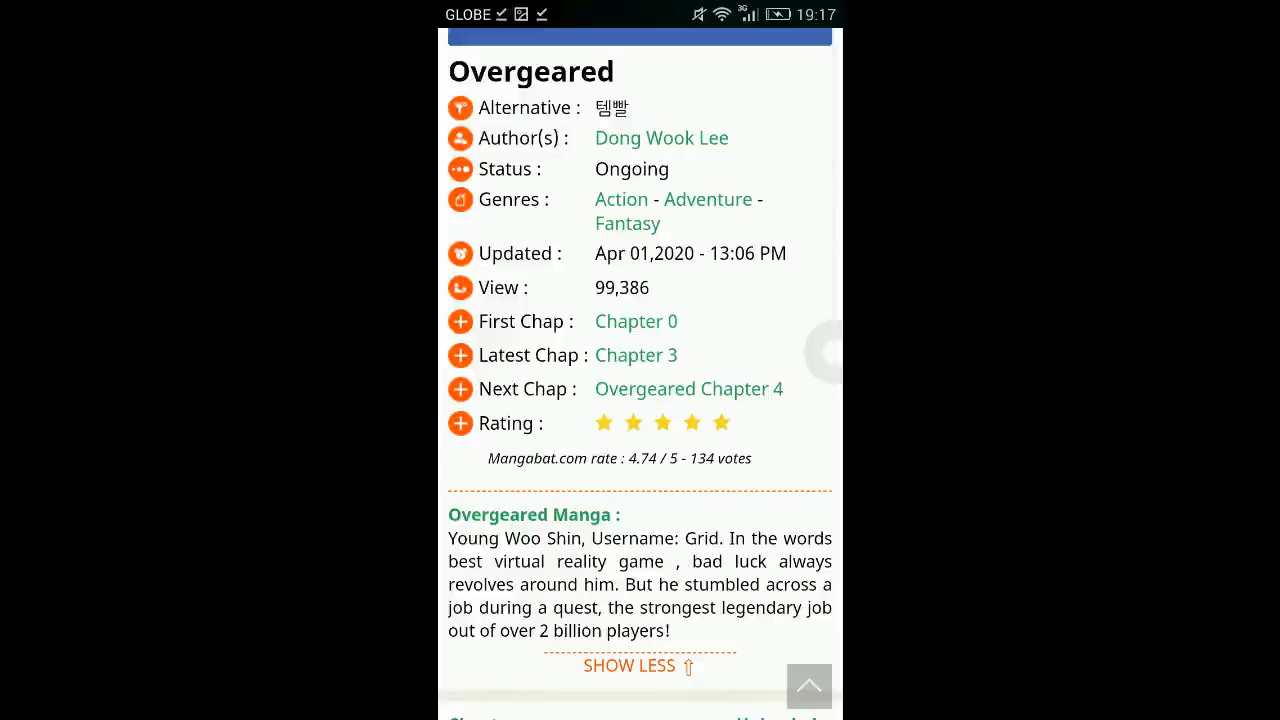 GLOBE 3G 19:17
Overgeared
Alternative : 템빨
Author(s) : Dong Wook Lee
Status : Ongoing
Genres : Action - Adventure -
Fantasy
Updated : Apr 01,2020 - 13:06 PM
View : 99,386
First Chap : Chapter 0
Latest Chap : Chapter 3
Next Chap : Overgeared Chapter 4
Rating :
Mangabat.com rate : 4.74 / 5 - 134 votes
Overgeared Manga :
Young Woo Shin, Username: Grid. In the words
best virtual reality game , bad luck always
revolves around him. But he stumbled across a
job during a quest, the strongest legendary job
out of over 2 billion players!
SHOW LESS ⇧